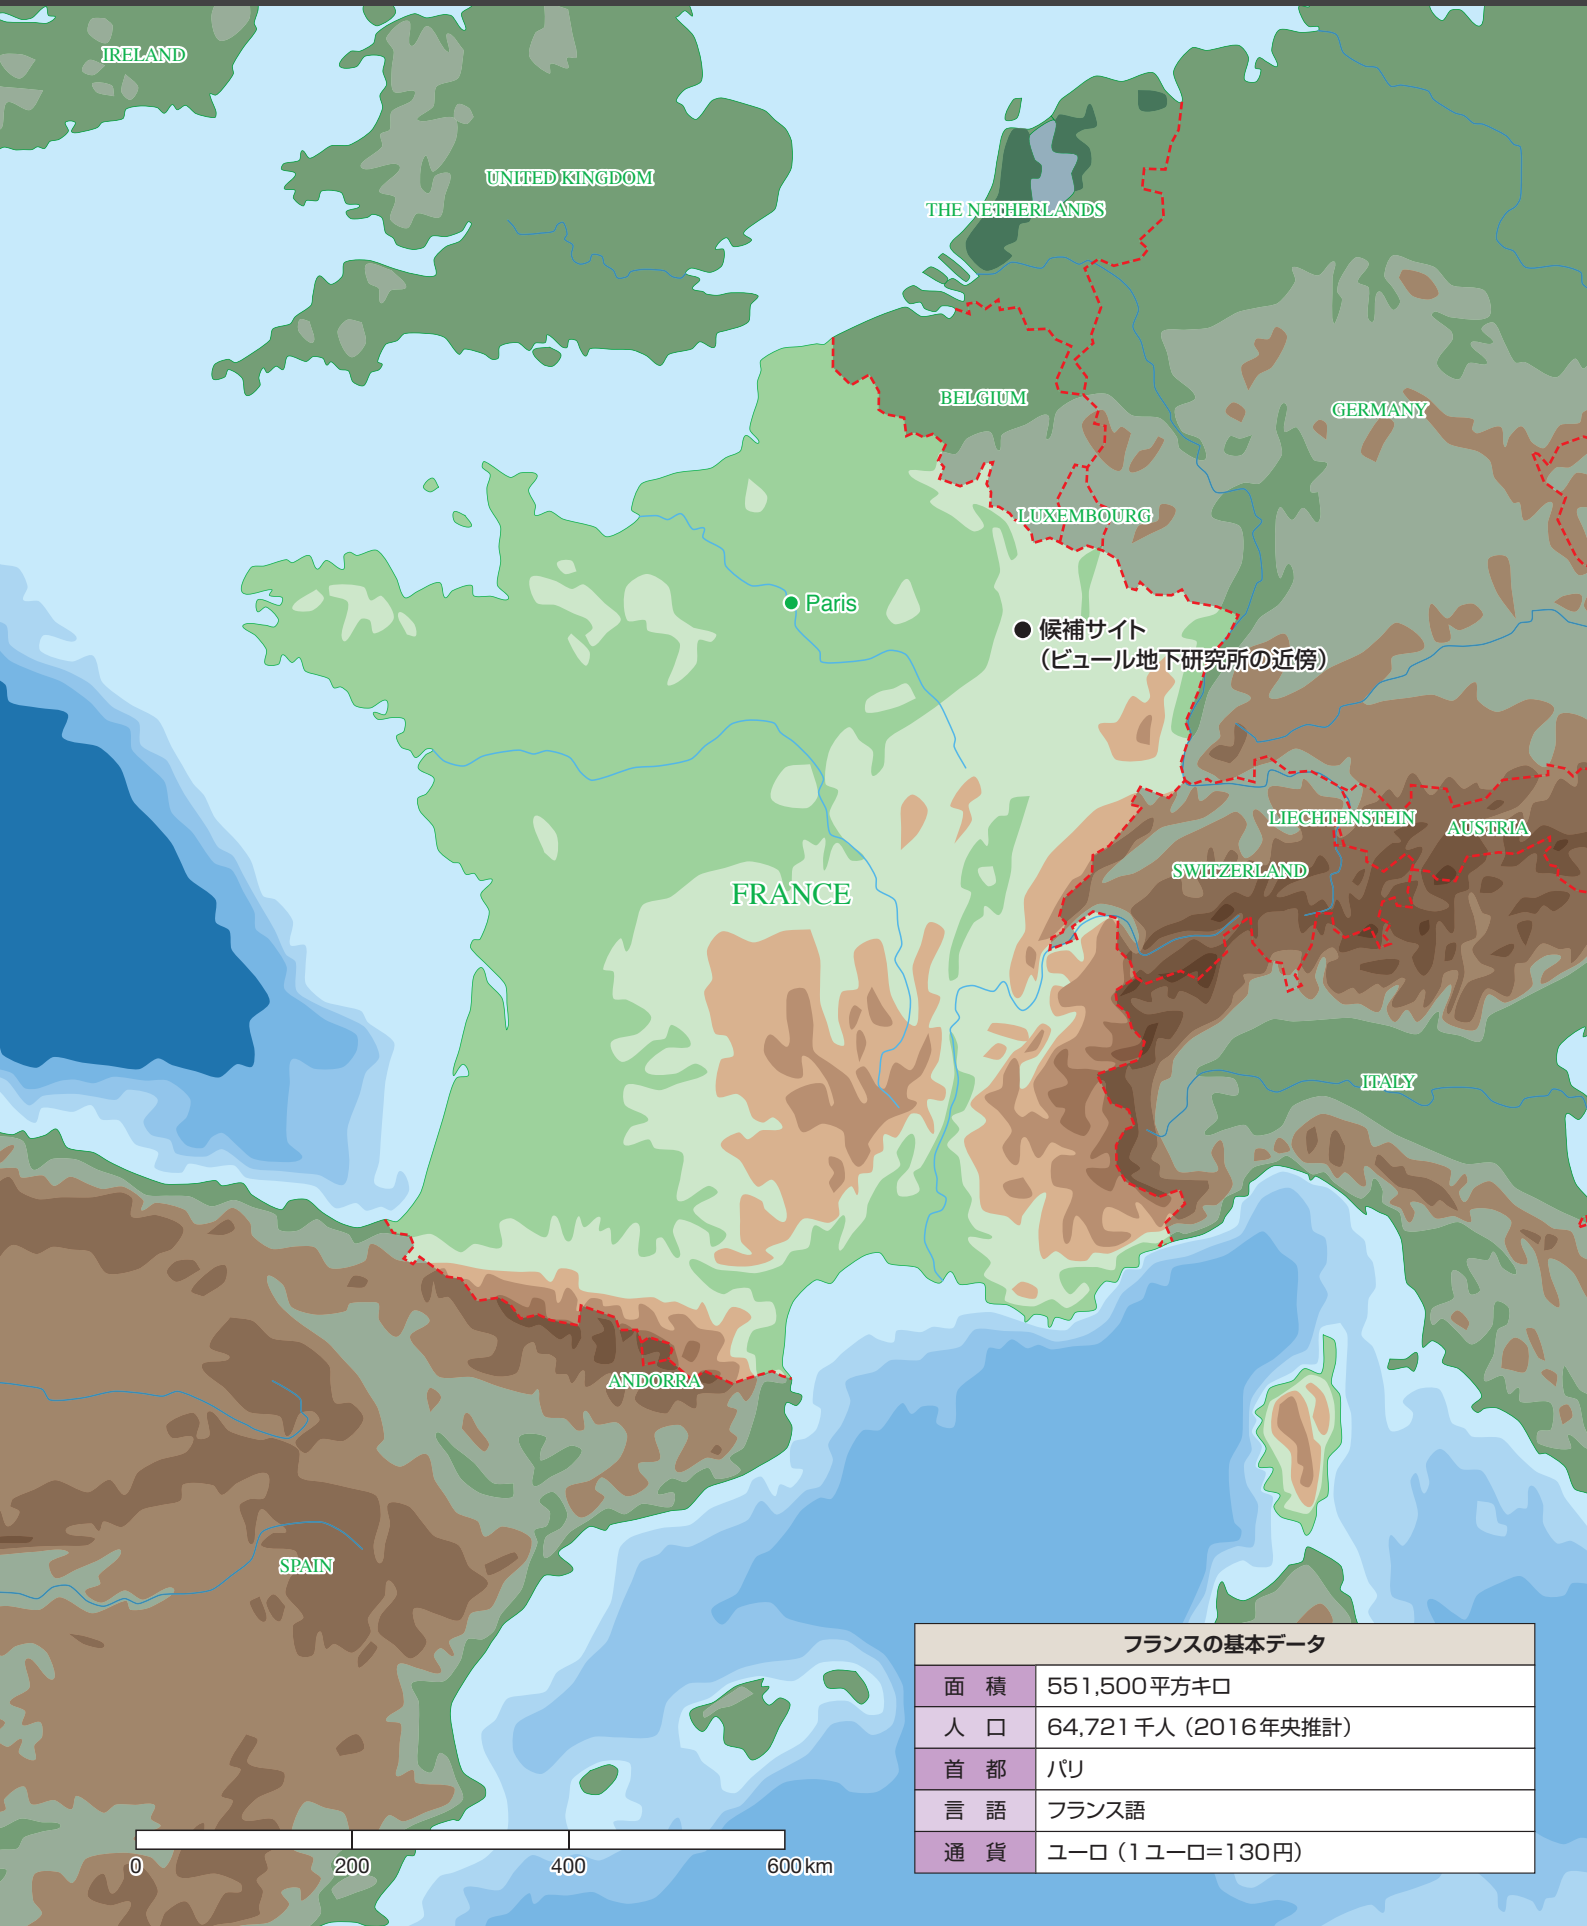 IRELAND
UNITED KINGDOM
THE NETHERLANDS
BELGIUM
GERMANY
LUXEMBOURG
Paris
候補サイト
（ビュール地下研究所の近傍）
LIECHTENSTEIN
AUSTRIA
SWITZERLAND
FRANCE
ITALY
ANDORRA
SPAIN
フランスの基本データ
面　積 551,500平方キロ
人　口 64,721千人（2016年央推計）
首　都 パリ
言　語 フランス語
通　貨 ユーロ（1ユーロ=130円）
0 200 400 600km